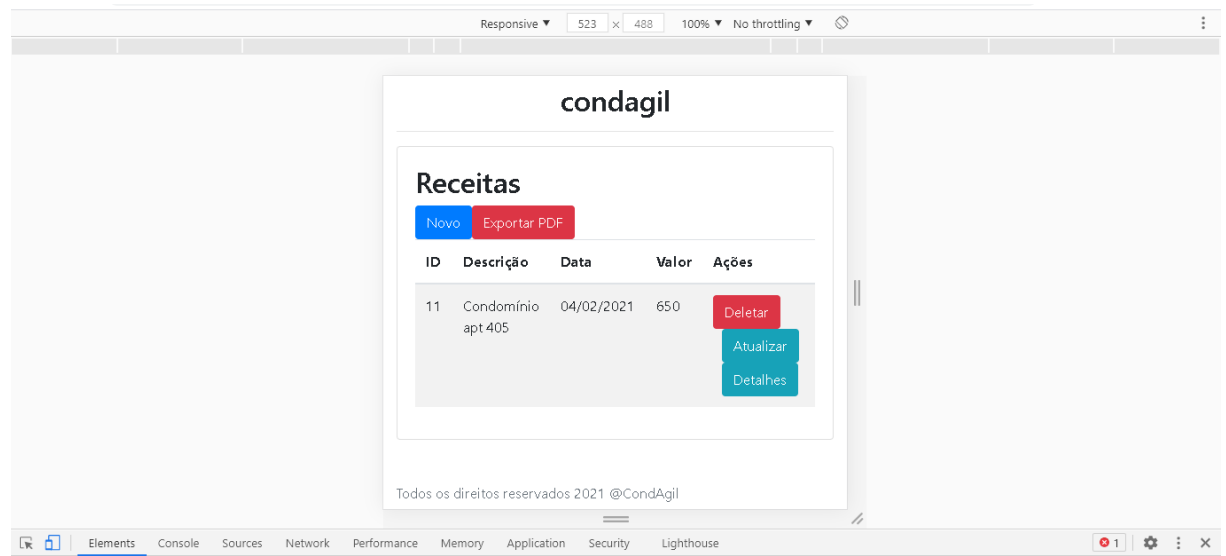 Responsive ▼ 523 × 488 100% ▼ No throttling ▼
condagil
Receitas
Novo Exportar PDF
ID Descrição Data Valor Ações
11 Condomínio 04/02/2021 650 Deletar
apt 405
Atualizar
Detalhes
Todos os direitos reservados 2021 @CondAgil
Elements Console Sources Network Performance Memory Application Security Lighthouse 1